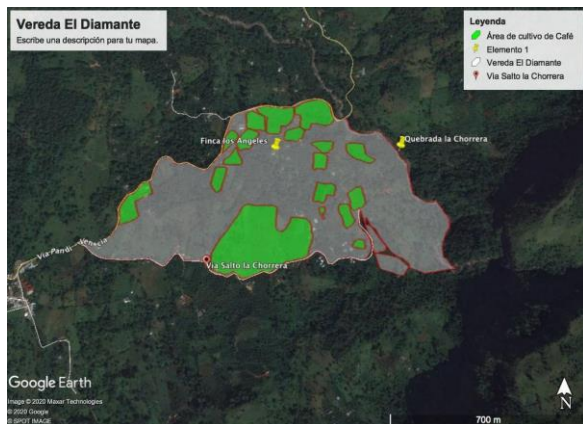 Vereda El Diamante
Escribe una descripción para tu mapa.
Leyenda
Área de cultivo de Café
Elemento 1
Vereda El Diamante
Via Salto la Chorrera
Finca los Angeles
Quebrada la Chorrera
Via Pandi - Venecia
Via Salto la Chorrera
Google Earth
Image © 2020 Maxar Technologies
© 2020 Google
© SPOT IMAGE
N
700 m